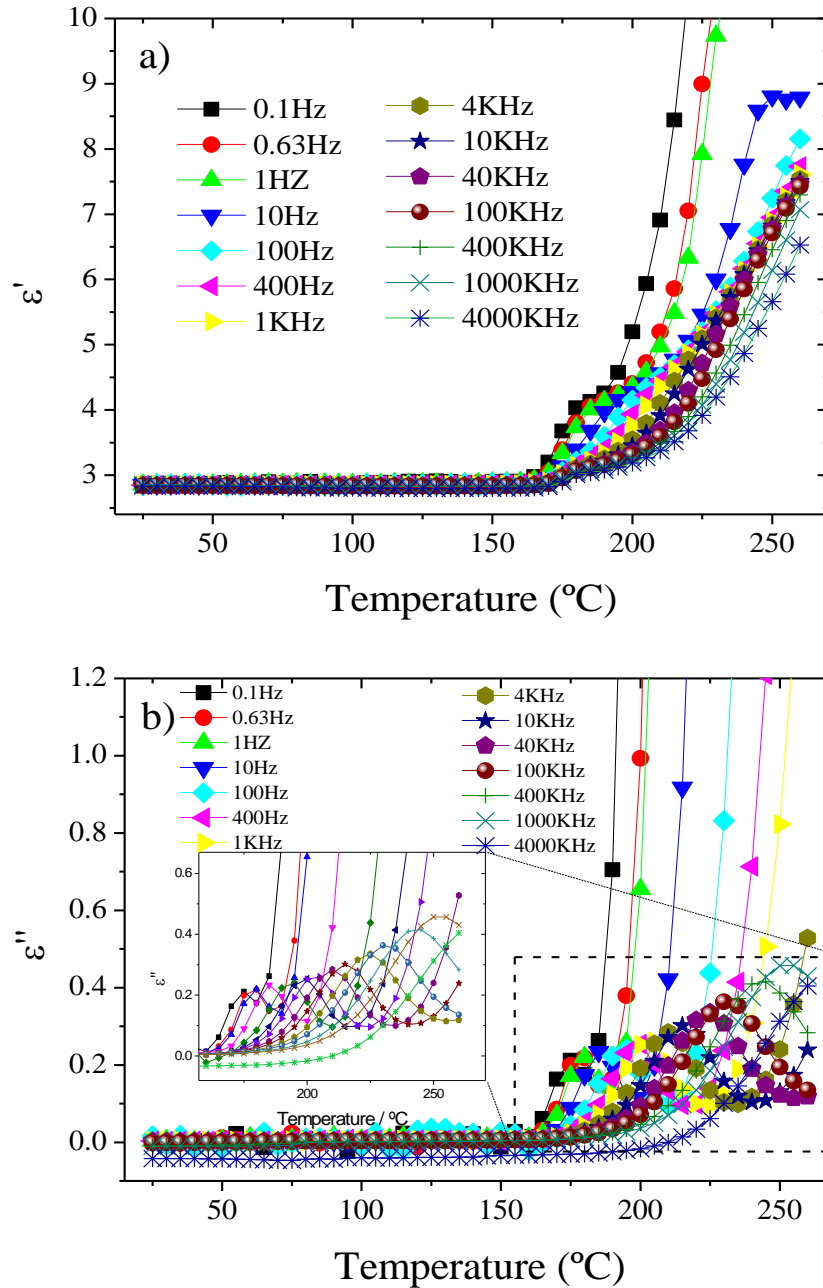 10
9
8
7
6
5
4
3
ε'
a)
0.1Hz
0.63Hz
1HZ
10Hz
100Hz
400Hz
1KHz
4KHz
10KHz
40KHz
100KHz
400KHz
1000KHz
4000KHz
50 100 150 200 250
Temperature (ºC)
1.2
1.0
0.8
0.6
0.4
0.2
0.0
ε''
b)
0.1Hz
0.63Hz
1HZ
10Hz
100Hz
400Hz
1KHz
4KHz
10KHz
40KHz
100KHz
400KHz
1000KHz
4000KHz
0.6
0.4
0.2
0.0
ε''
200 250
Temperature / ºC
50 100 150 200 250
Temperature (ºC)